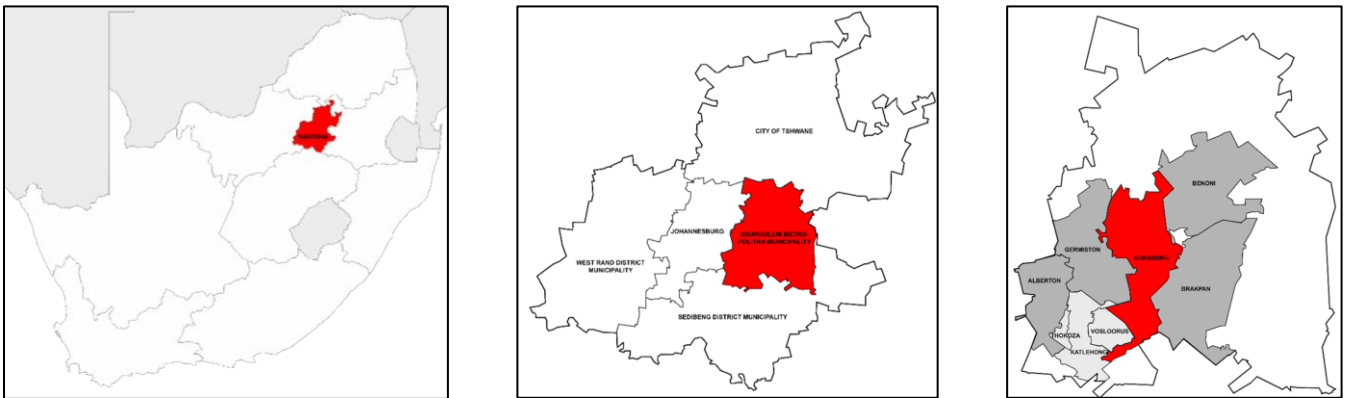 GAUTENG
CITY OF TSHWANE
JOHANNESBURG
EKURHULENI METRO-
POLITAN MUNICIPALITY
WEST RAND DISTRICT
MUNICIPALITY
SEDIBENG DISTRICT MUNICIPALITY
BENONI
GERMISTON
BOKSBURG
ALBERTON
BRAKPAN
THOKOZA
VOSLOORUS
KATLEHONG